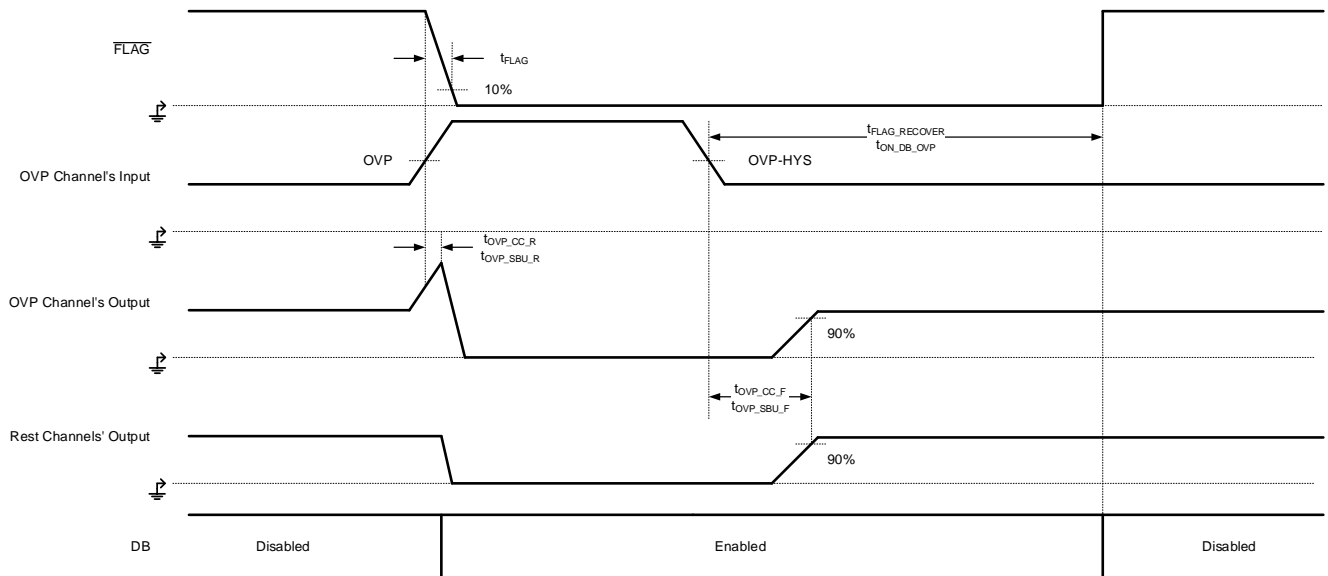 FLAG
tFLAG
10%
tFLAG_RECOVER
tON_DB_OVP
OVP
OVP-HYS
OVP Channel's Input
tOVP_CC_R
tOVP_SBU_R
OVP Channel's Output
90%
tOVP_CC_F
tOVP_SBU_F
Rest Channels' Output
90%
DB
Disabled
Enabled
Disabled